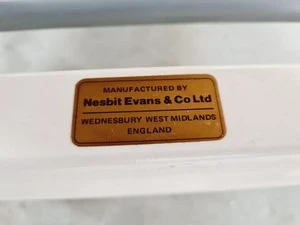 MANUFACTURED BY
Nesbit Evans & Co Ltd
WEDNESBURY WEST MIDLANDS
ENGLAND